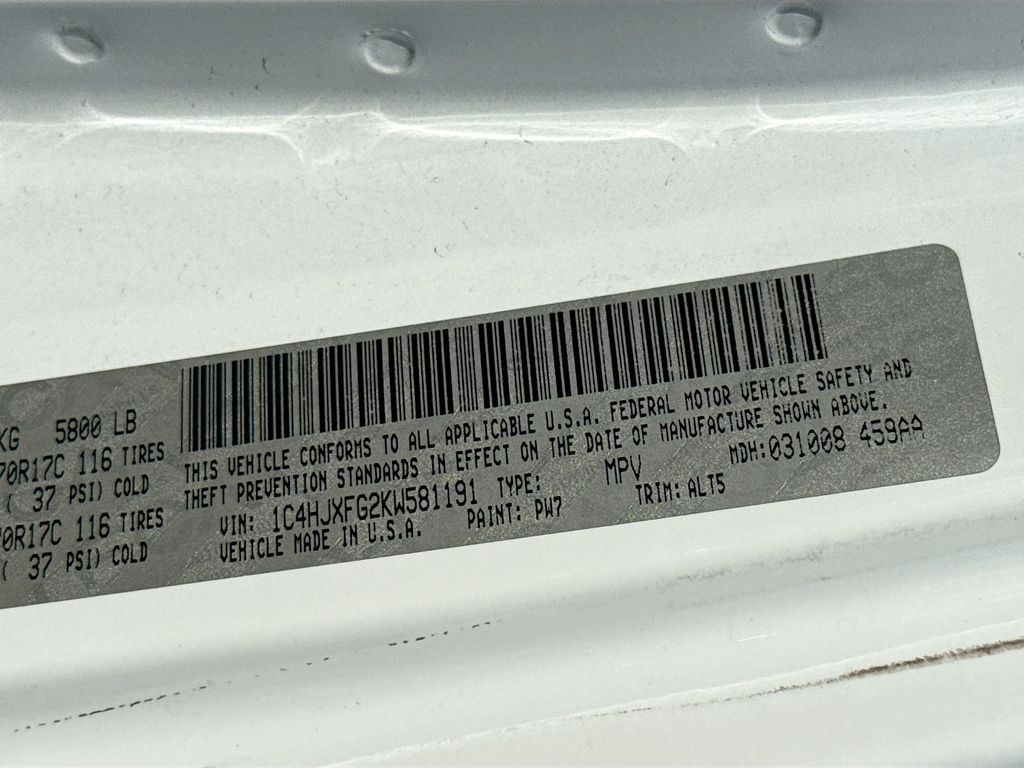 KG 5800 LB
70R17C 116 TIRES
( 37 PSI) COLD
70R17C 116 TIRES
( 37 PSI) COLD
THIS VEHICLE CONFORMS TO ALL APPLICABLE U.S.A. FEDERAL MOTOR VEHICLE SAFETY AND
THEFT PREVENTION STANDARDS IN EFFECT ON THE DATE OF MANUFACTURE SHOWN ABOVE.
VIN: 1C4HJXFG2KW581191 TYPE: MPV MDH:031008 459AA
VEHICLE MADE IN U.S.A. PAINT: PW7 TRIM: ALT5